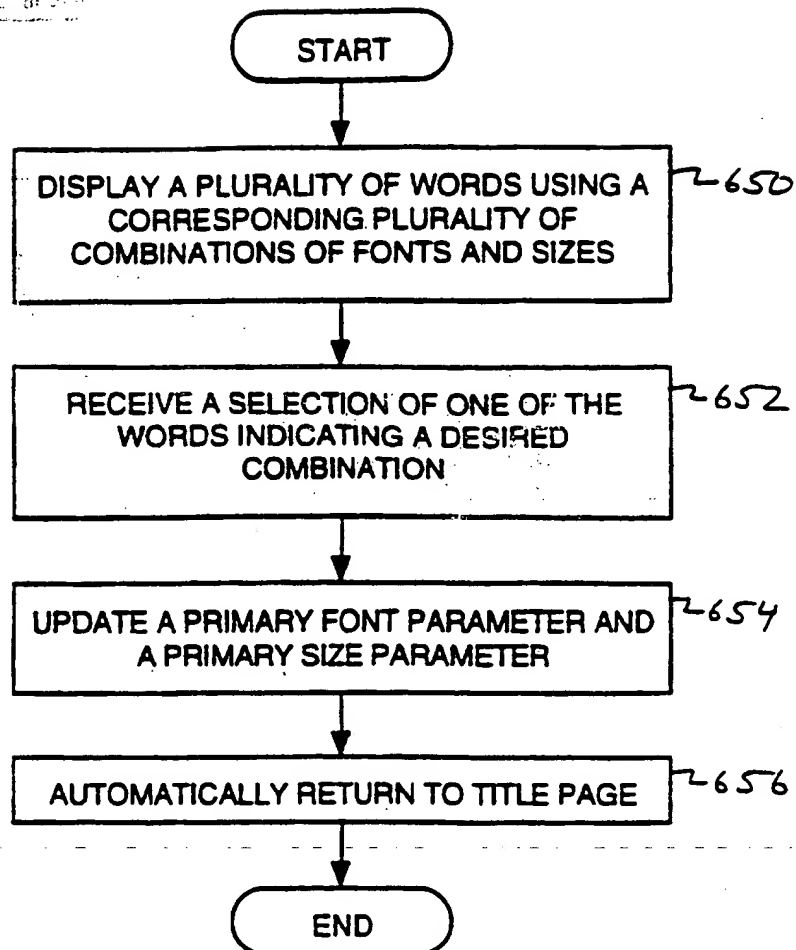 START
DISPLAY A PLURALITY OF WORDS USING A
CORRESPONDING PLURALITY OF
COMBINATIONS OF FONTS AND SIZES
650
RECEIVE A SELECTION OF ONE OF THE
WORDS INDICATING A DESIRED
COMBINATION
652
UPDATE A PRIMARY FONT PARAMETER AND
A PRIMARY SIZE PARAMETER
654
AUTOMATICALLY RETURN TO TITLE PAGE
656
END